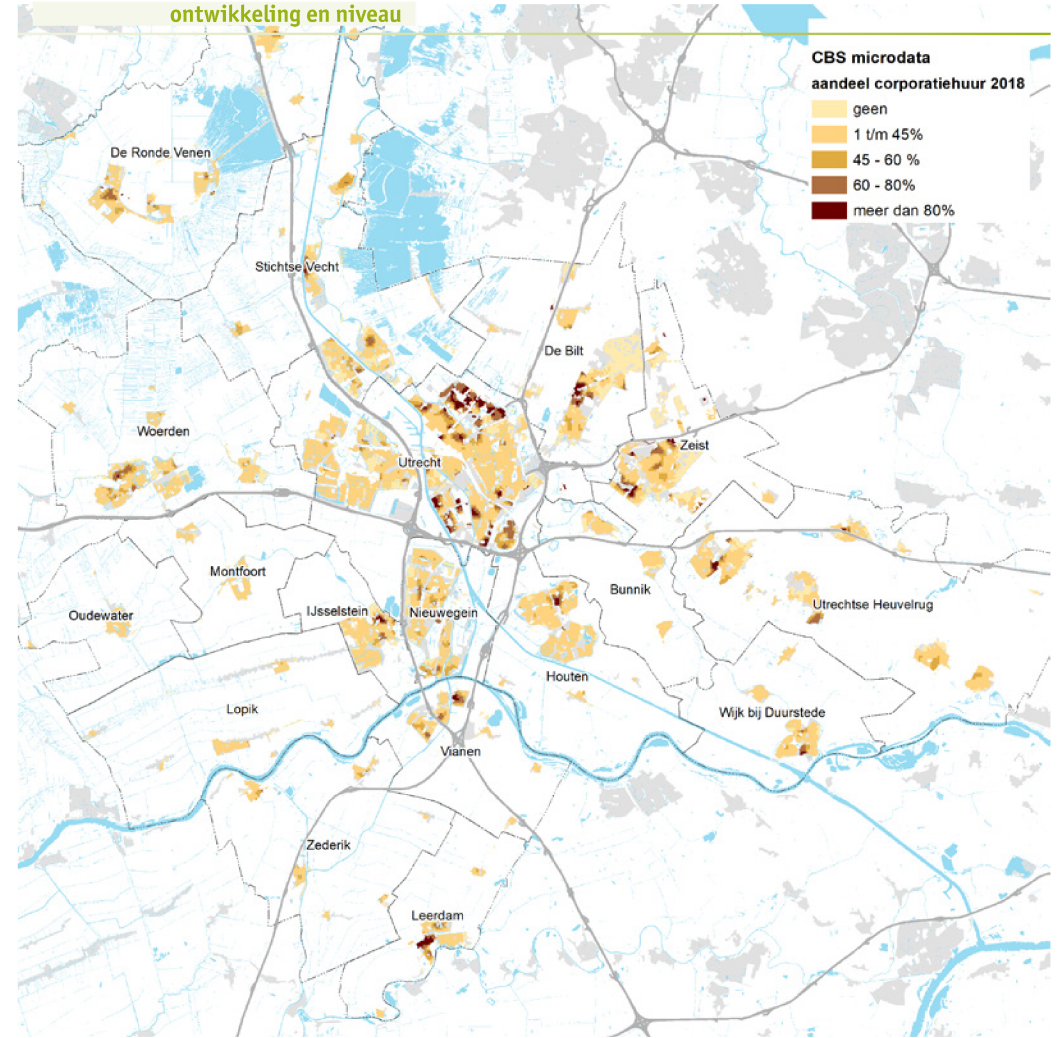 ontwikkeling en niveau
CBS microdata
aandeel corporatiehuur 2018
geen
1 t/m 45%
45 - 60 %
60 - 80%
meer dan 80%
De Ronde Venen
Stichtse Vecht
De Bilt
Woerden
Zeist
Utrecht
Montfoort
Bunnik
Oudewater
IJsselstein
Nieuwegein
Utrechtse Heuvelrug
Houten
Lopik
Wijk bij Duurstede
Vianen
Zederik
Leerdam